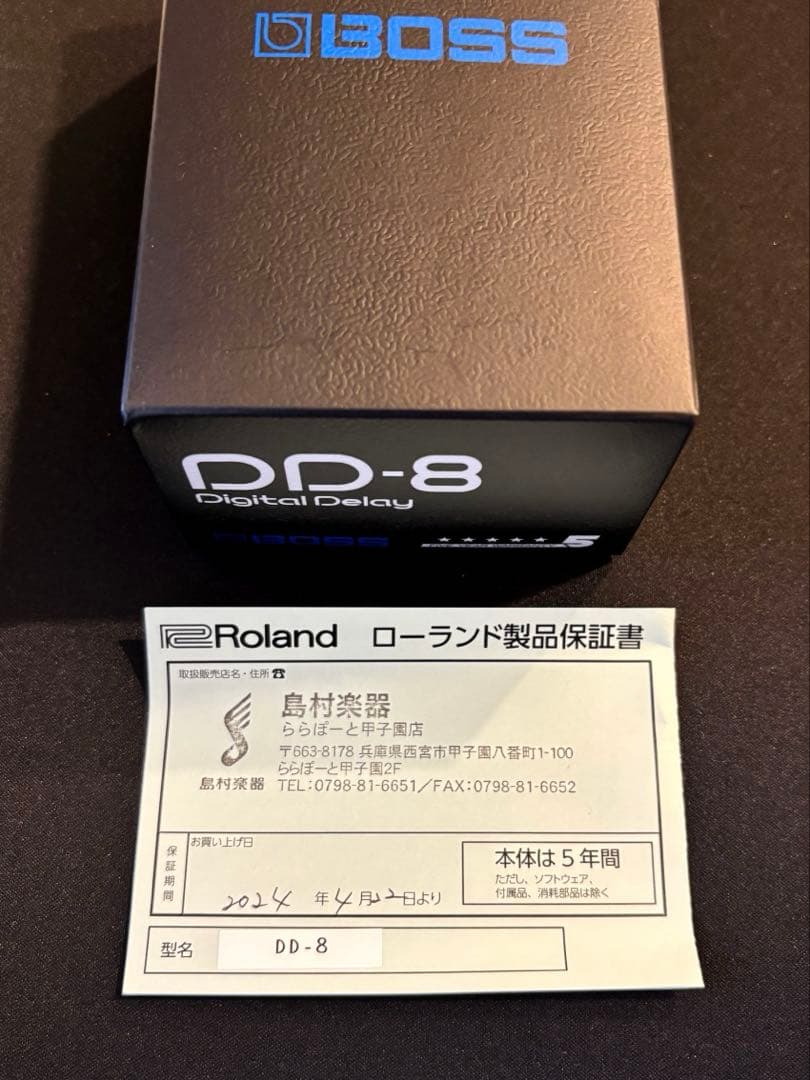 BOSS
DD-8
Digital Delay
BOSS
★★★★★ 5
FIVE YEAR WARRANTY
Roland ローランド製品保証書
取扱販売店名・住所☎
島村楽器
ららぽーと甲子園店
〒663-8178 兵庫県西宮市甲子園八番町1-100
ららぽーと甲子園2F
島村楽器 TEL:0798-81-6651/FAX:0798-81-6652
保証期間
お買い上げ日
2024 年 4 月 22 日より
本体は5年間
ただし、ソフトウェア、
付属品、消耗部品は除く
型名 DD-8